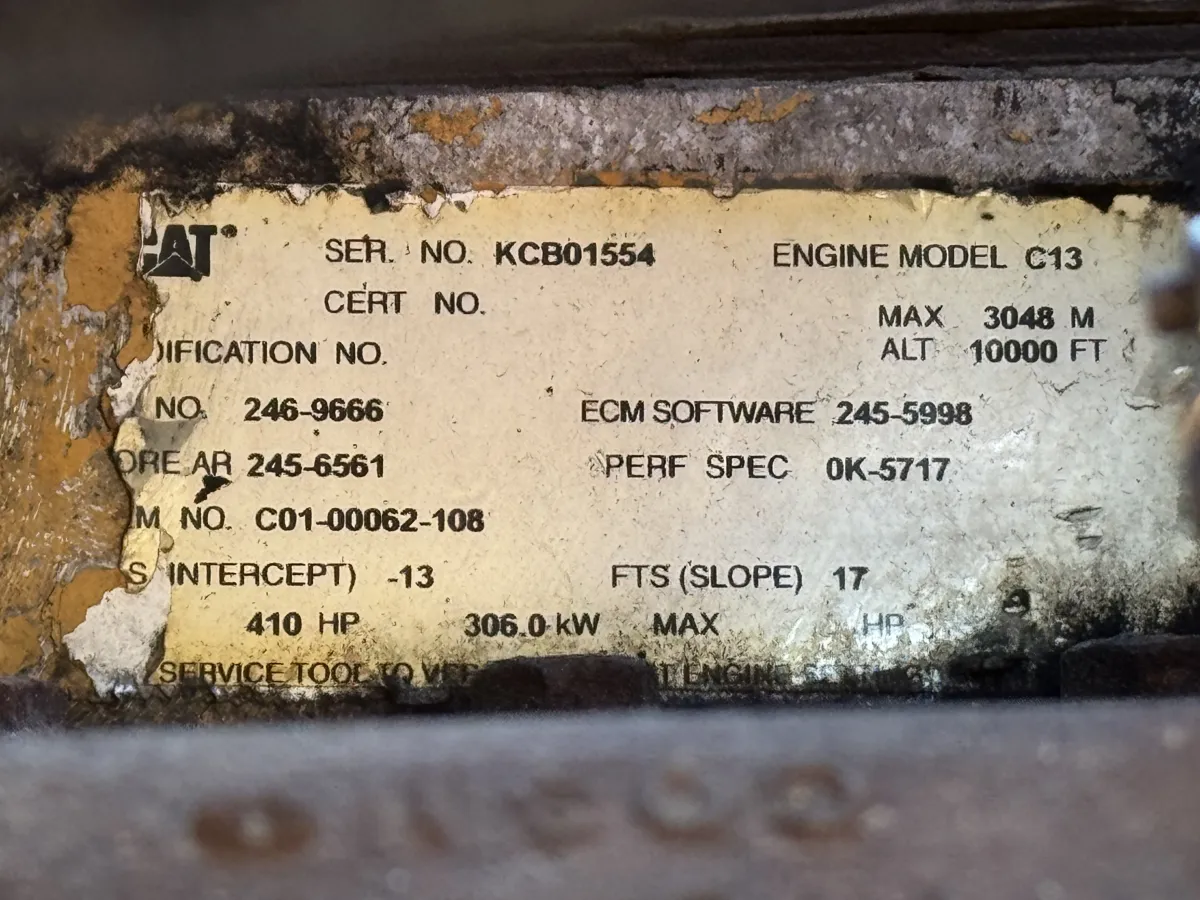 CAT SER. NO. KCB01554 ENGINE MODEL C13
CERT NO.
MAX 3048 M
DIFICATION NO. ALT 10000 FT
NO. 246-9666 ECM SOFTWARE 245-5998
ORE AR 245-6561 PERF SPEC 0K-5717
M NO. C01-00062-108
S INTERCEPT) -13 FTS (SLOPE) 17
410 HP 306.0 kW MAX HP
SERVICE TOOL TO ENGINE